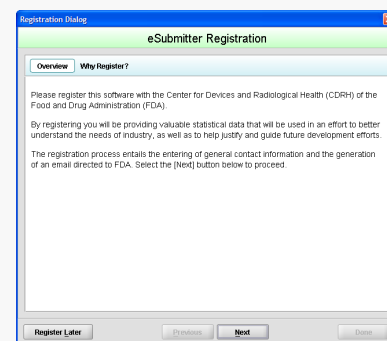 Registration Dialog
eSubmitter Registration
Overview Why Register?
Please register this software with the Center for Devices and Radiological Health (CDRH) of the
Food and Drug Administration (FDA).
By registering you will be providing valuable statistical data that will be used in an effort to better
understand the needs of industry, as well as to help justify and guide future development efforts.
The registration process entails the entering of general contact information and the generation
of an email directed to FDA. Select the [Next] button below to proceed.
Register Later Previous Next Done